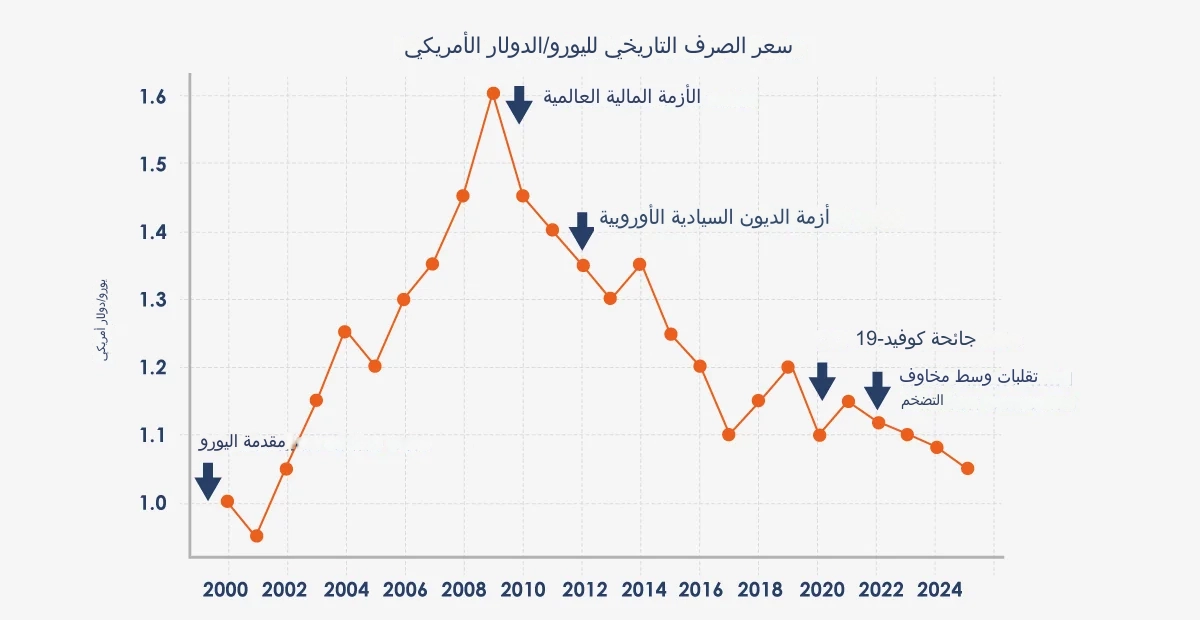 سعر الصرف التاريخي لليورو/الدولار الأمريكي
1.6
الأزمة المالية العالمية
1.5
أزمة الديون السيادية الأوروبية
1.4
1.3
يورو/دولار أمريكي
جائحة كوفيد-19
1.2
تقلبات وسط مخاوف
التضخم
1.1
مقدمة اليورو
1.0
2000 2002 2004 2006 2008 2010 2012 2014 2016 2018 2020 2022 2024